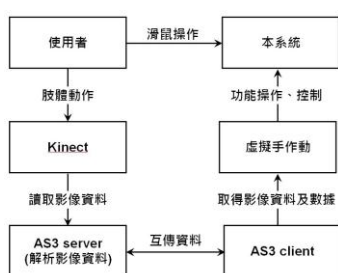 使用者
滑鼠操作
本系統
肢體動作
功能操作、控制
Kinect
虛擬手作動
讀取影像資料
取得影像資料及數據
AS3 server
(解析影像資料)
互傳資料
AS3 client